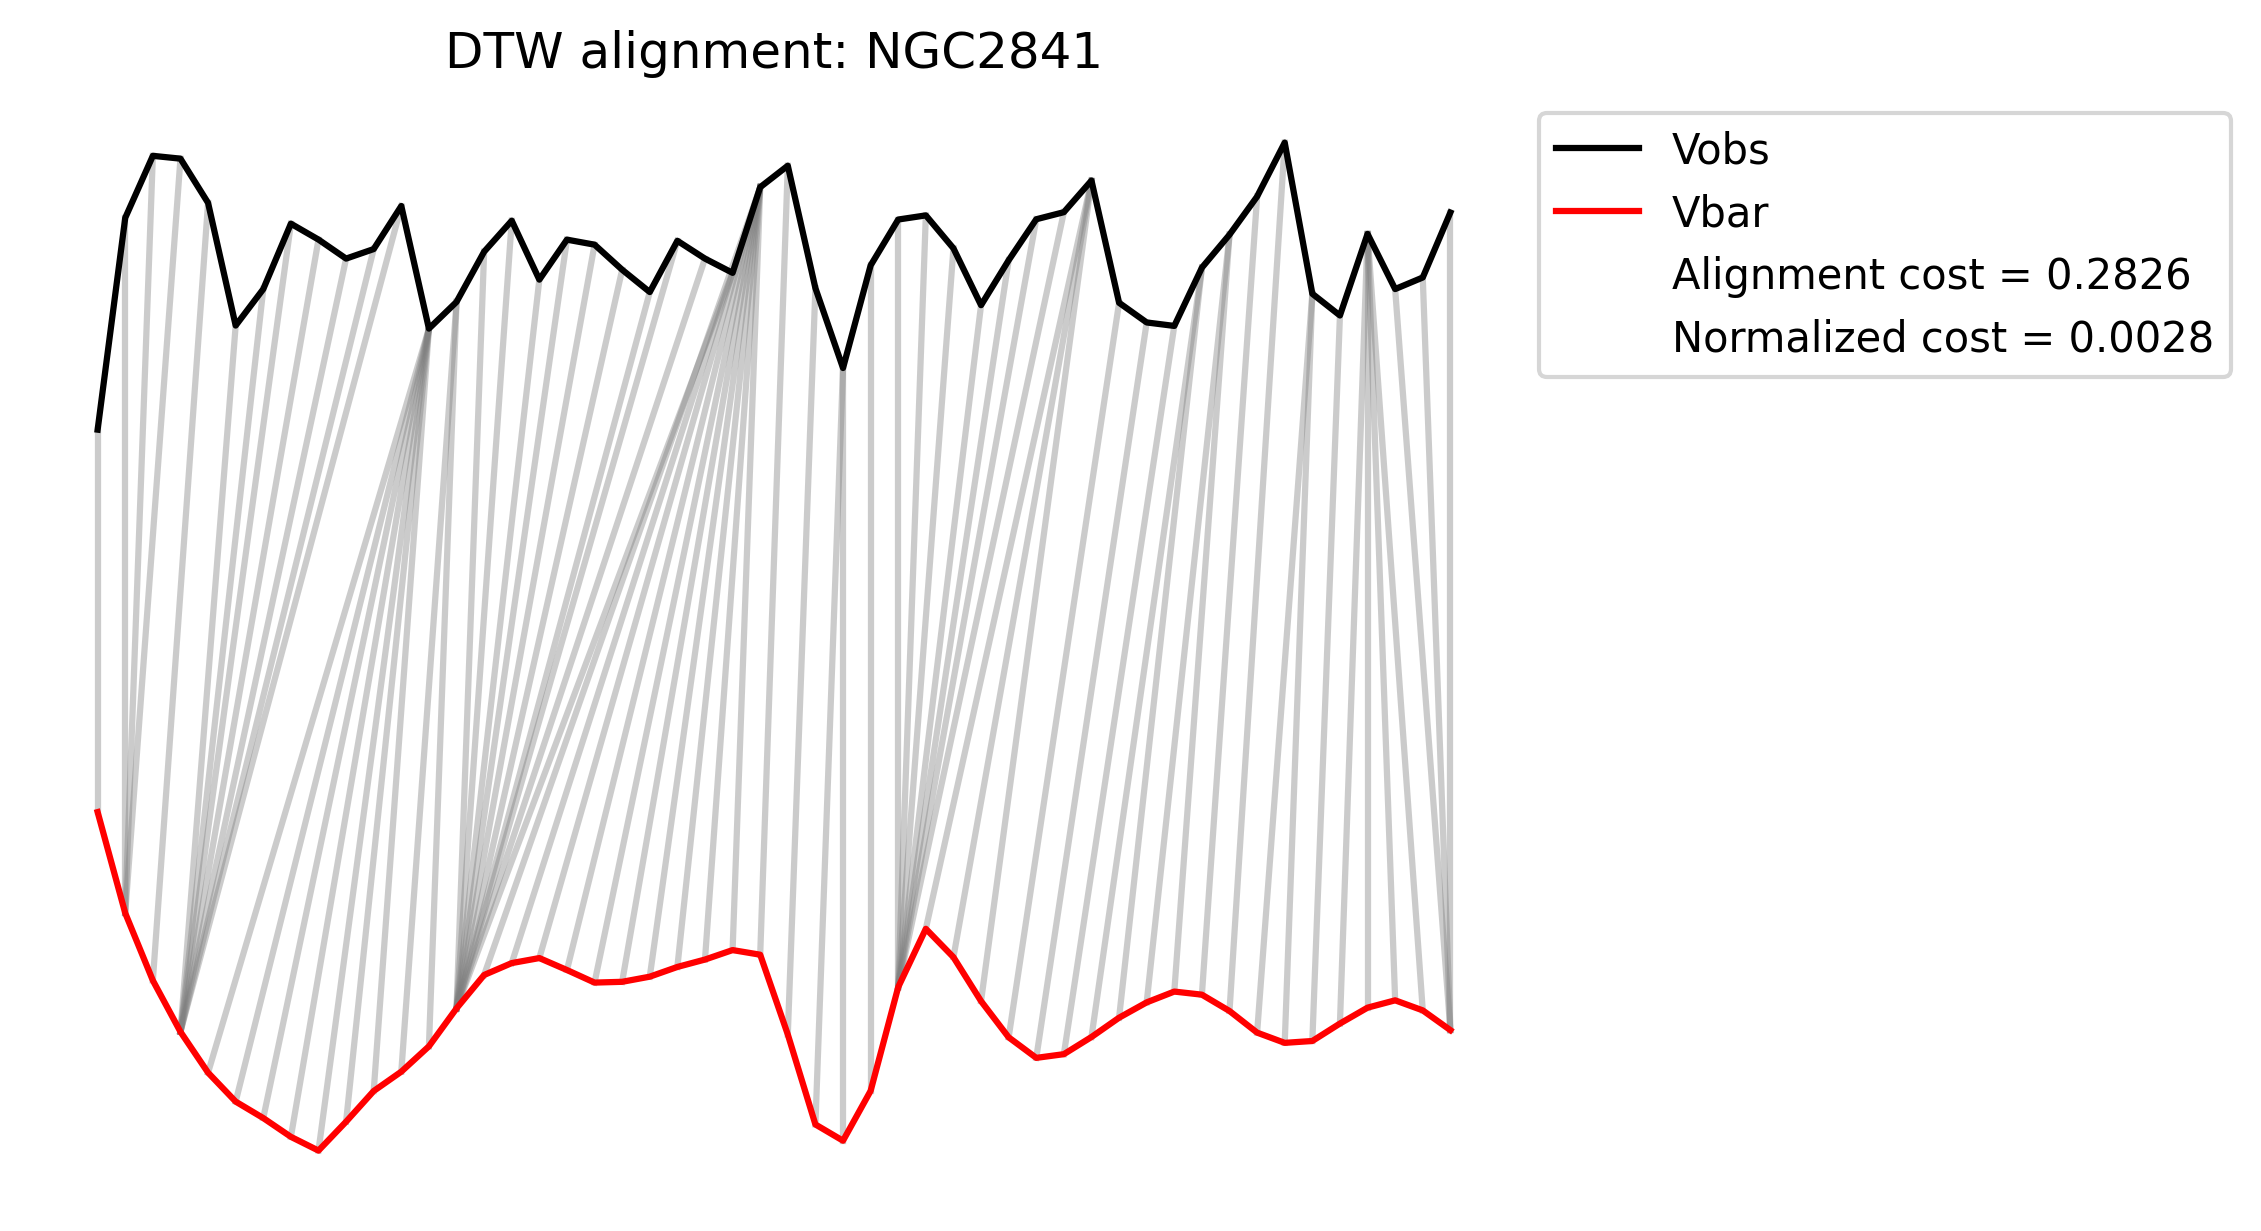 DTW alignment: NGC2841
Vobs
Vbar
Alignment cost = 0.2826
Normalized cost = 0.0028